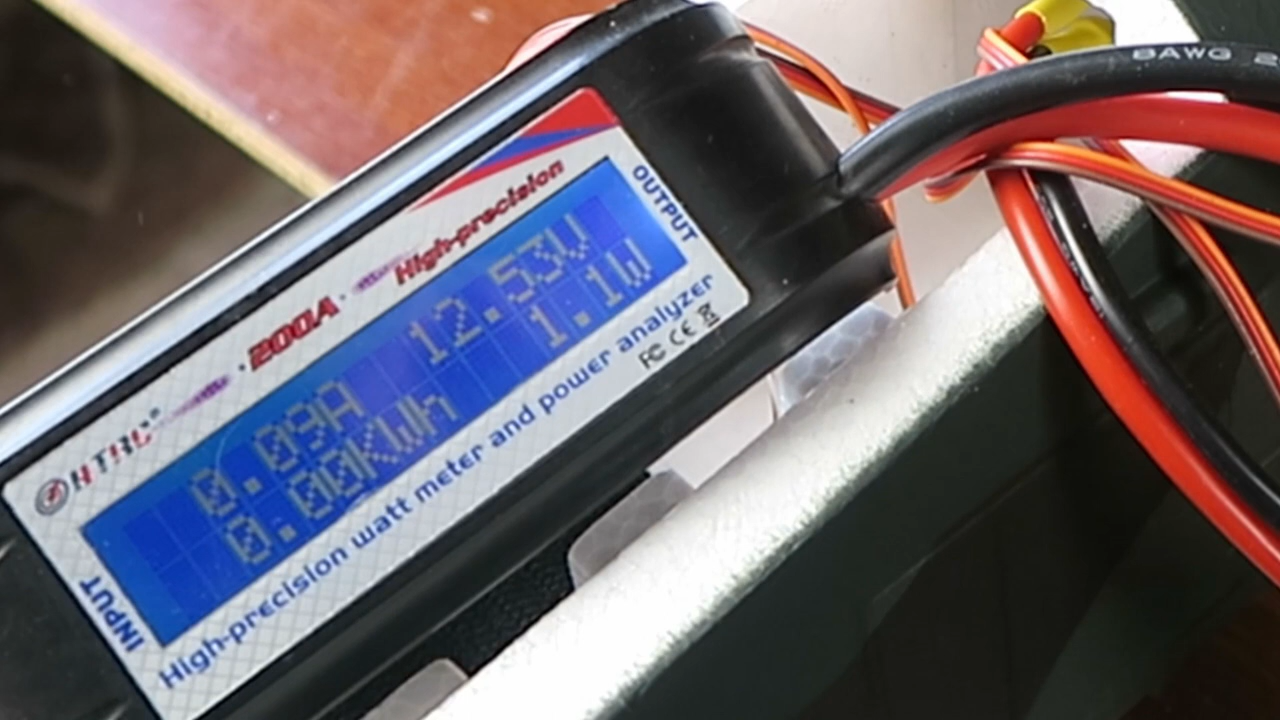 HTRC® 200A High-precision
0.09A 12.53V
0.00KWh 1.1W
INPUT
OUTPUT
High-precision watt meter and power analyzer
FC CE
8AWG 2